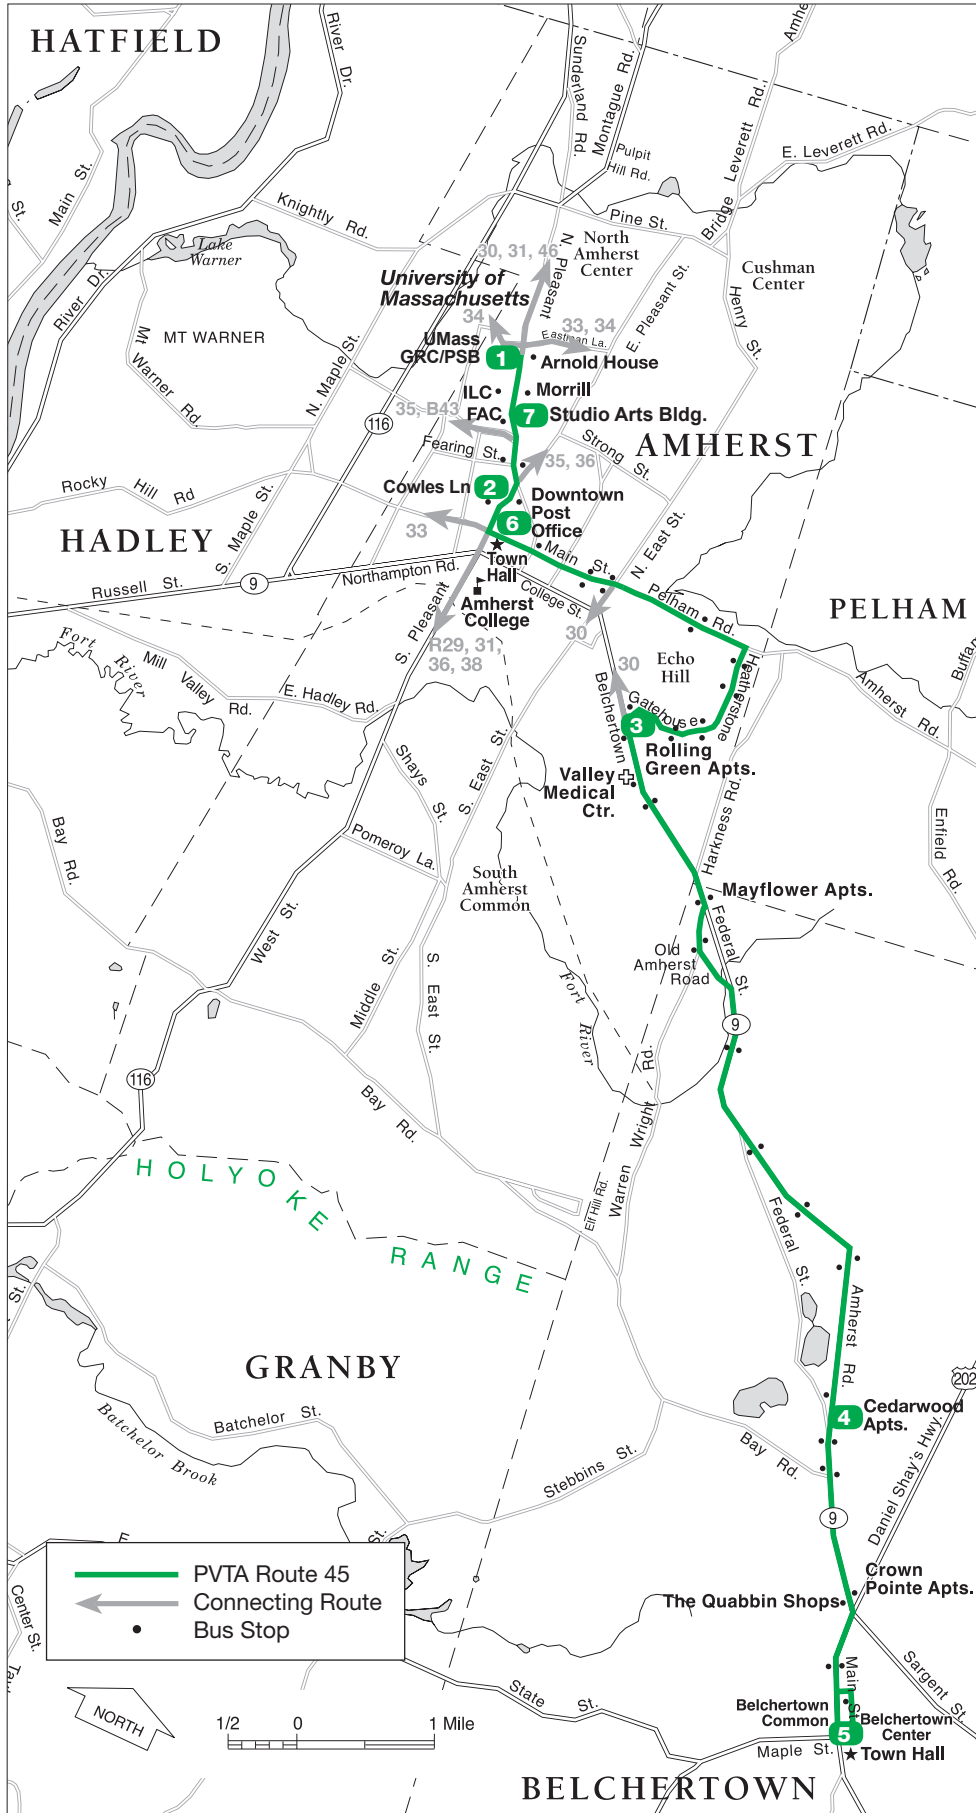 HATFIELD
River Dr.
Sunderland Rd.
Montague Rd.
Amhe
Bridge Leverett Rd.
E. Leverett Rd.
Main St.
St.
Pulpit
Hill Rd.
Knightly Rd.
Pine St.
Lake
Warner
River Dr.
30, 31, 46
N. Pleasant
North
Amherst
Center
Cushman
Center
University of
Massachusetts
34
33, 34
Eastman La.
E. Pleasant St.
Henry St.
MT WARNER
Mt Warner Rd.
N. Maple St.
UMass
GRC/PSB
1
Arnold House
ILC
Morrill
116
35, B43
FAC
7
Studio Arts Bldg.
Fearing St.
Strong St.
AMHERST
35, 36
Rocky Hill Rd
Cowles Ln
2
Downtown
Post
Office
6
33
HADLEY
S. Maple St.
Main St.
N. East St.
Town
Hall
Russell St.
9
Northampton Rd.
College St.
Pelham Rd.
PELHAM
S. Pleasant
Amherst
College
30
Fort River
R29, 31,
36, 38
Mill Valley Rd.
E. Hadley Rd.
30
Echo
Hill
Heatherstone
Amherst Rd.
Buffam
Belchertown
Gatehouse
3
Rolling
Green Apts.
Shays St.
S. East St.
Valley
Medical
Ctr.
Harkness Rd.
Enfield Rd.
Bay Rd.
Pomeroy La.
South
Amherst
Common
Mayflower Apts.
West St.
Federal St.
Old
Amherst
Road
Middle St.
S. East St.
Fort River
9
116
Bay Rd.
Warren Wright Rd.
HOLYOKE RANGE
Elf Hill Rd.
Federal St.
St.
Amherst Rd.
GRANBY
202
Batchelor St.
Batchelor Brook
4
Cedarwood
Apts.
Bay Rd.
Daniel Shay's Hwy.
Stebbins St.
9
St.
PVTA Route 45
Connecting Route
Bus Stop
Crown
Pointe Apts.
The Quabbin Shops
Center St.
Sargent St.
Main St.
NORTH
1/2 0 1 Mile
State St.
Belchertown
Common
5
Belchertown
Center
Maple St.
Town Hall
BELCHERTOWN